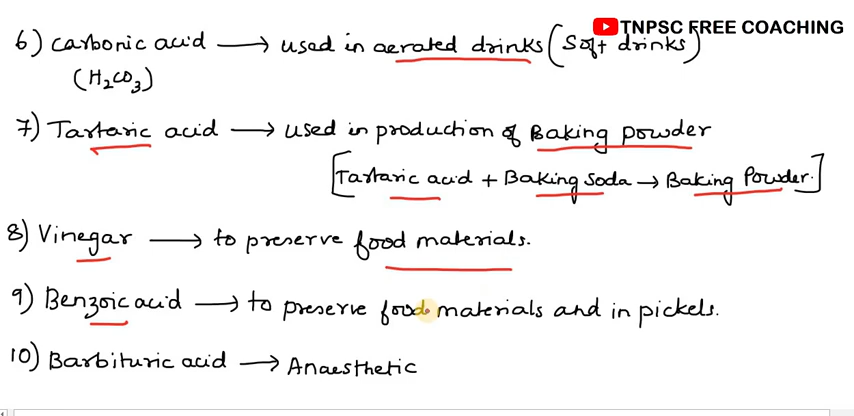 TNPSC FREE COACHING
6) Carbonic acid → used in aerated drinks (Soft drinks)
(H₂CO₃)
7) Tartaric acid → used in production of Baking powder
[Tartaric acid + Baking Soda → Baking Powder.]
8) Vinegar → to preserve food materials.
9) Benzoic acid → to preserve food materials and in pickels.
10) Barbituric acid → Anaesthetic